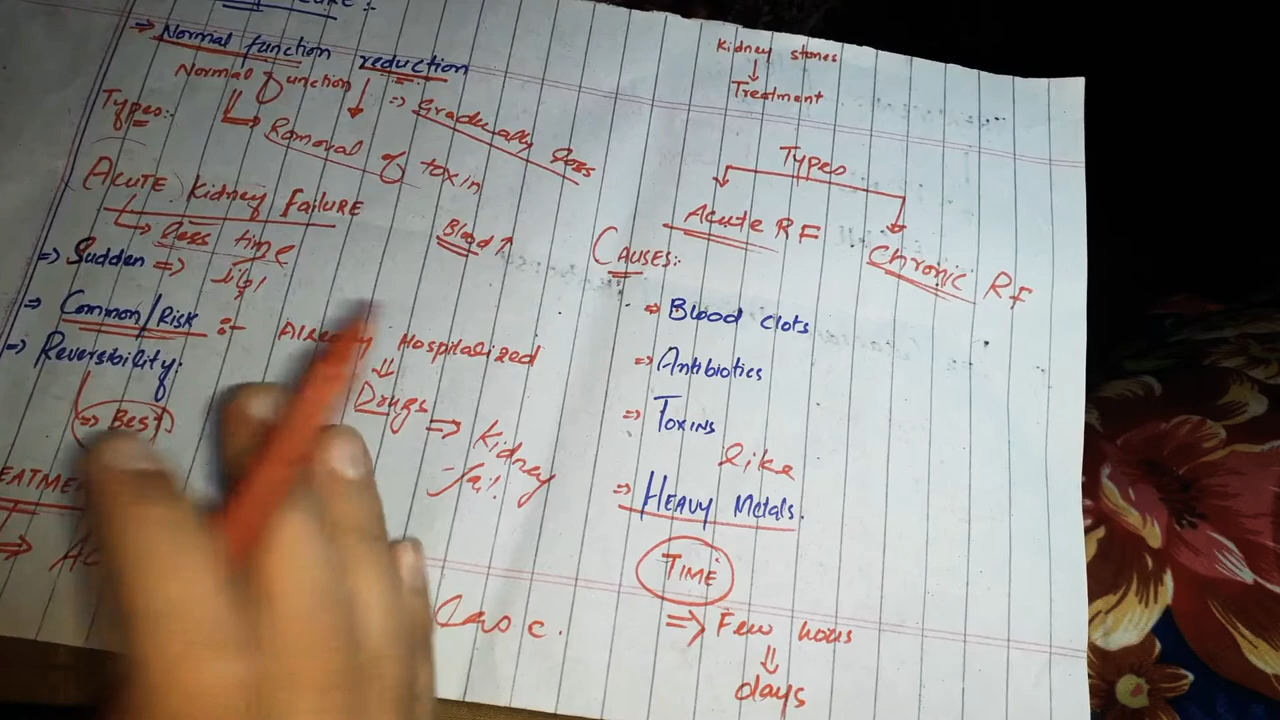 ⇒ Normal function reduction
Normal function
⇒ Gradually loss
Types:
Removal of toxin
(ACUTE) Kidney FAILURE
less time
Blood↑
⇒ Sudden ⇒
⇒ Common/Risk :-
Already Hospitalized
⇒ Reversibility:
Drugs ⇒ Kidney
fail
⇒ Best
⇒ AC
Kidney stones
Treatment
Types
Acute RF
Chronic RF
CAUSES:
⇒ Blood clots
⇒ Antibiotics
⇒ TOXINS
like
⇒ HEAVY Metals.
TIME
⇒ Few hours
days